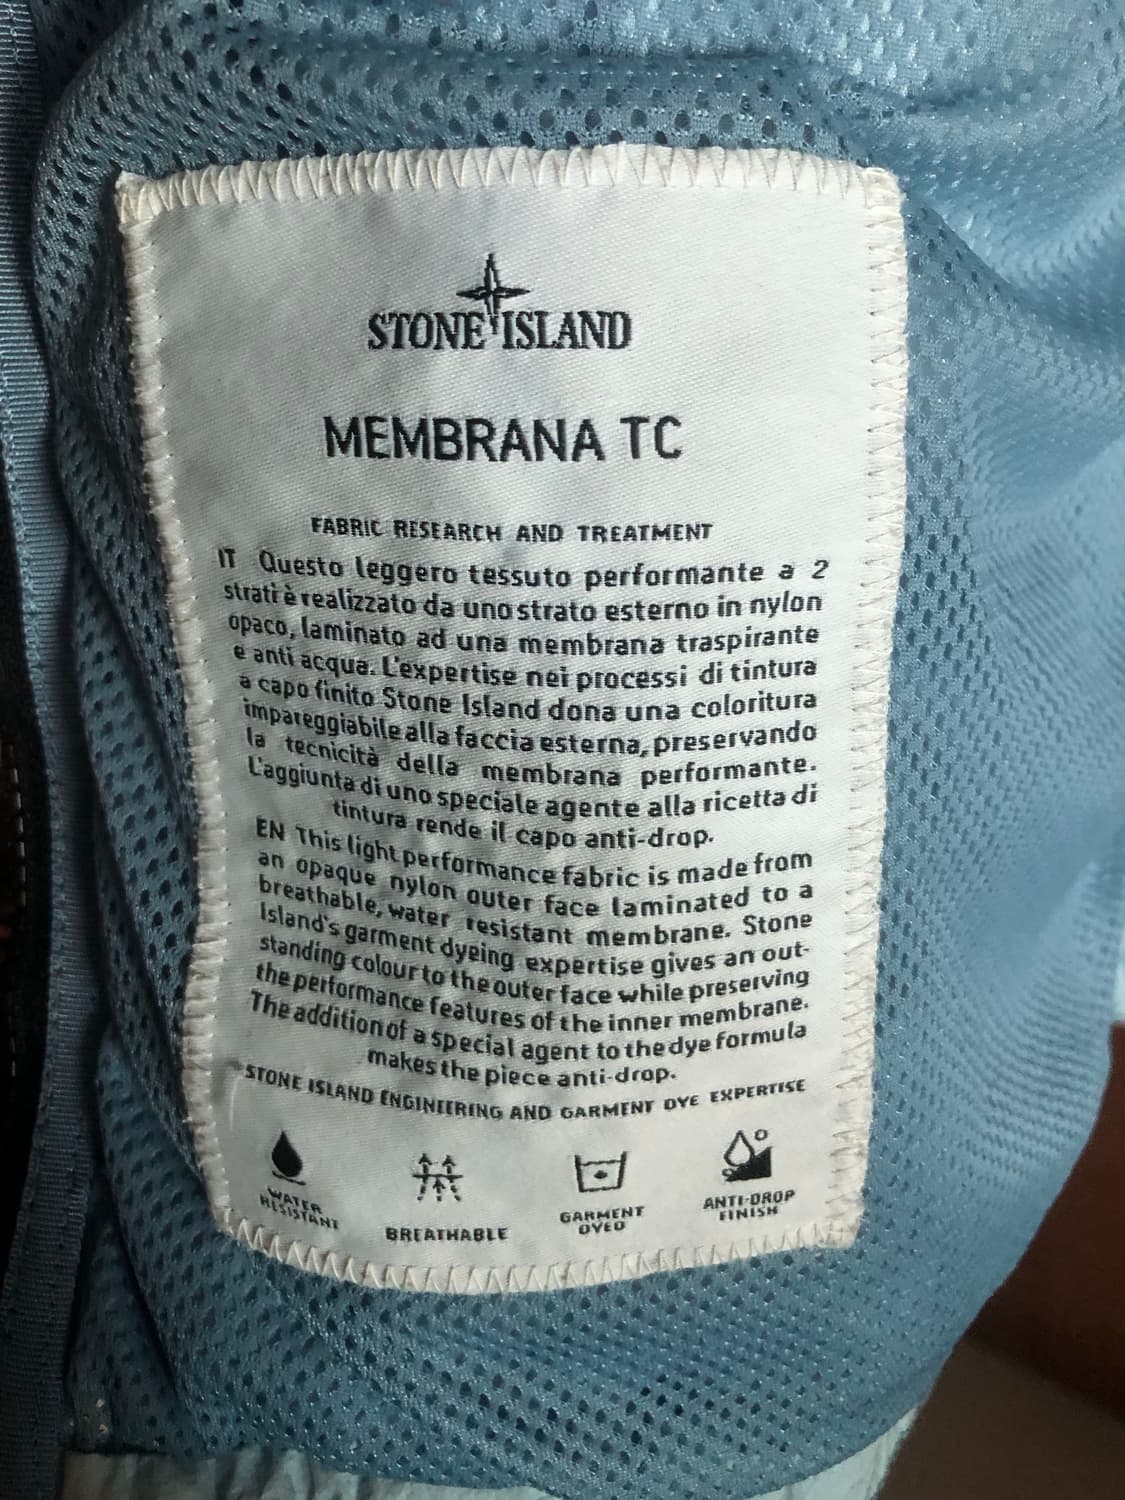 STONE ISLAND
MEMBRANA TC
FABRIC RESEARCH AND TREATMENT
IT Questo leggero tessuto performante a 2
strati è realizzato da uno strato esterno in nylon
opaco, laminato ad una membrana traspirante
e anti acqua. L'expertise nei processi di tintura
a capo finito Stone Island dona una coloritura
impareggiabile alla faccia esterna, preservando
la tecnicità della membrana performante.
L'aggiunta di uno speciale agente alla ricetta di
tintura rende il capo anti-drop.
EN This light performance fabric is made from
an opaque nylon outer face laminated to a
breathable, water resistant membrane. Stone
Island's garment dyeing expertise gives an out-
standing colour to the outer face while preserving
the performance features of the inner membrane.
The addition of a special agent to the dye formula
makes the piece anti-drop.
STONE ISLAND ENGINEERING AND GARMENT DYE EXPERTISE
WATER
RESISTANT
BREATHABLE
GARMENT
DYED
ANTI-DROP
FINISH